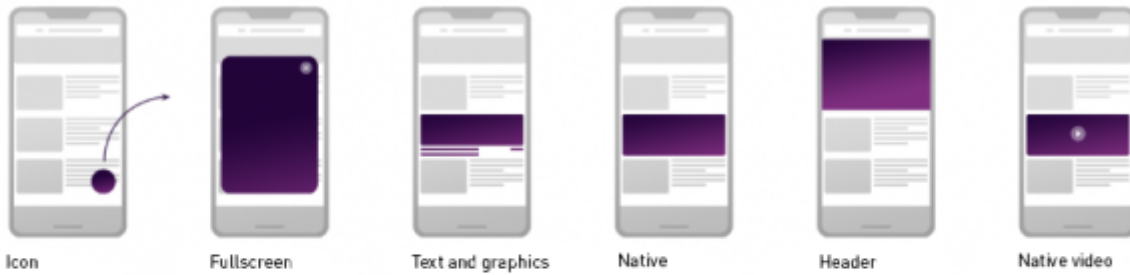 Icon
Fullscreen
Text and graphics
Native
Header
Native video